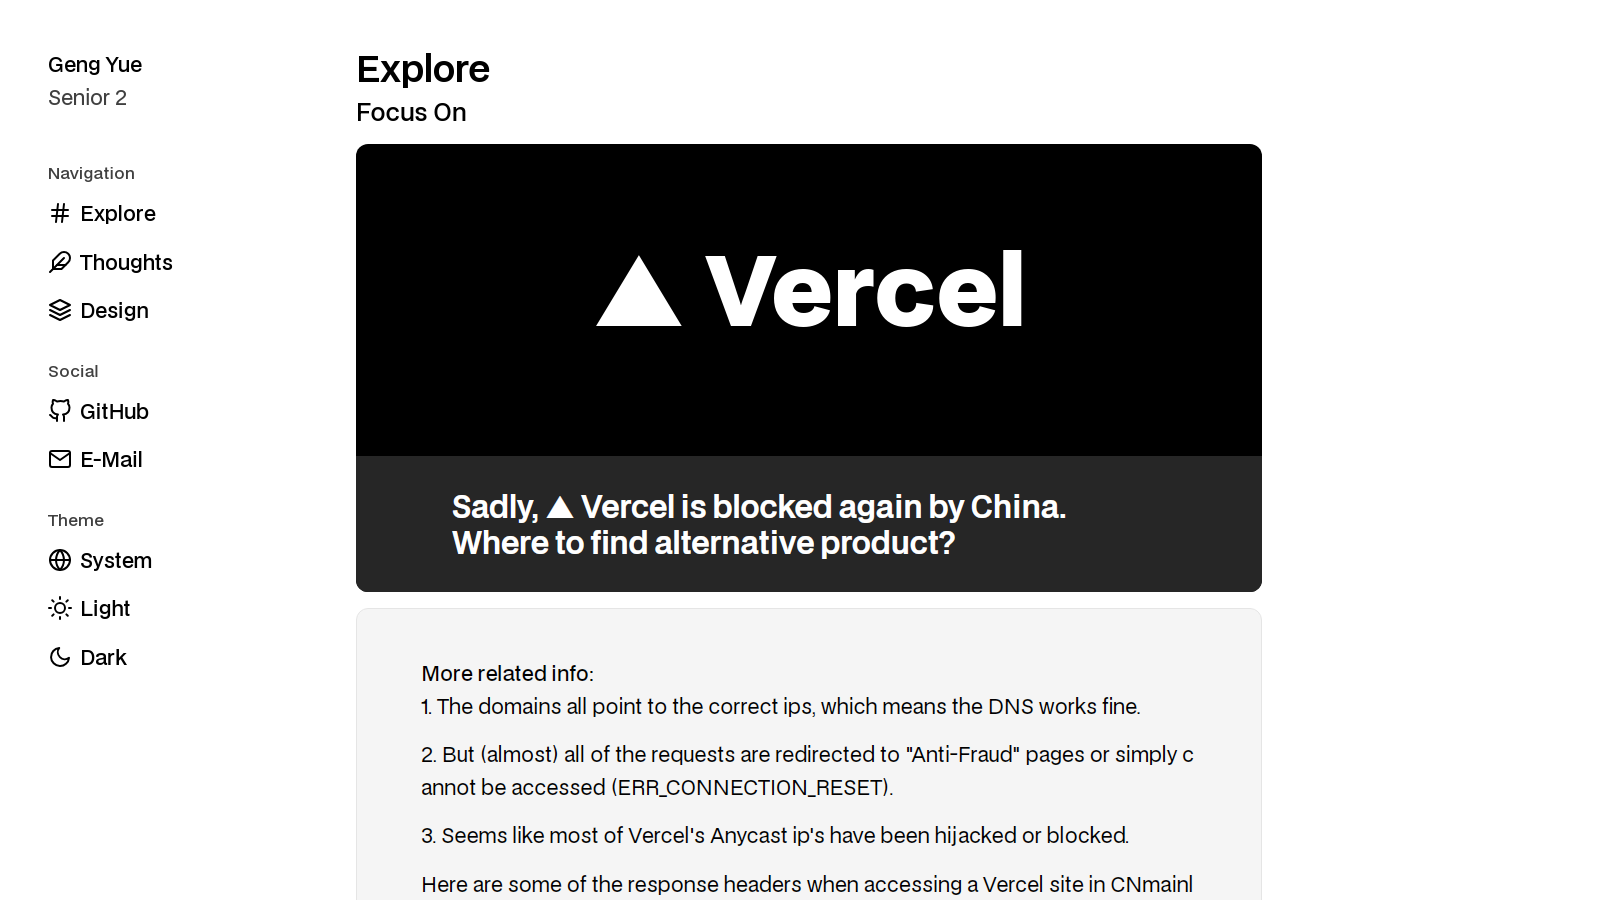 Geng Yue
Senior 2
Navigation
Explore
Thoughts
Design
Social
GitHub
E-Mail
Theme
System
Light
Dark
Explore
Focus On
▲ Vercel
Sadly, ▲ Vercel is blocked again by China.
Where to find alternative product?
More related info:
1. The domains all point to the correct ips, which means the DNS works fine.
2. But (almost) all of the requests are redirected to "Anti-Fraud" pages or simply c
annot be accessed (ERR_CONNECTION_RESET).
3. Seems like most of Vercel's Anycast ip's have been hijacked or blocked.
Here are some of the response headers when accessing a Vercel site in CNmainl